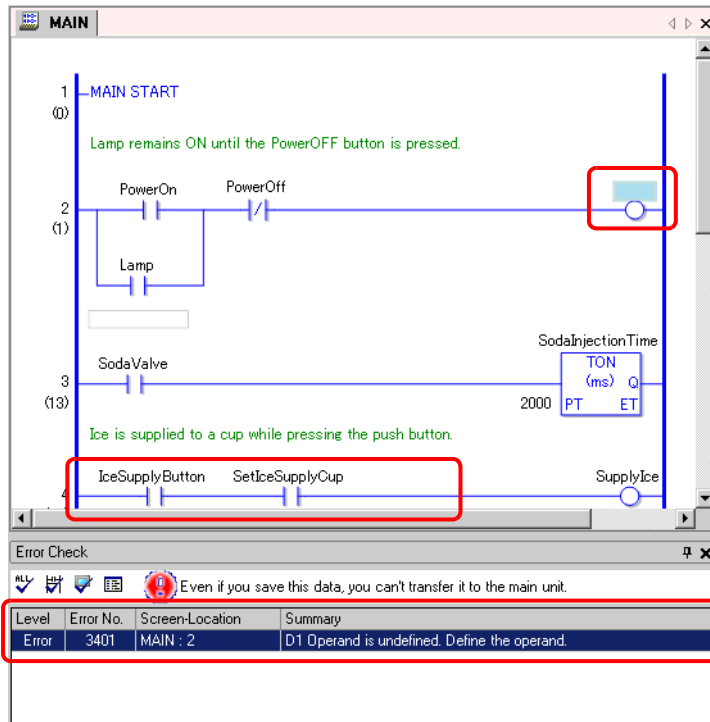 MAIN
1 MAIN START
(0)
Lamp remains ON until the PowerOFF button is pressed.
PowerOn PowerOff
2
(1)
Lamp
SodaInjectionTime
SodaValve TON
3 (ms) Q
(13) 2000 PT ET
Ice is supplied to a cup while pressing the push button.
IceSupplyButton SetIceSupplyCup SupplyIce
4
Error Check
ALL Even if you save this data, you can't transfer it to the main unit.
Level Error No. Screen-Location Summary
Error 3401 MAIN : 2 D1 Operand is undefined. Define the operand.